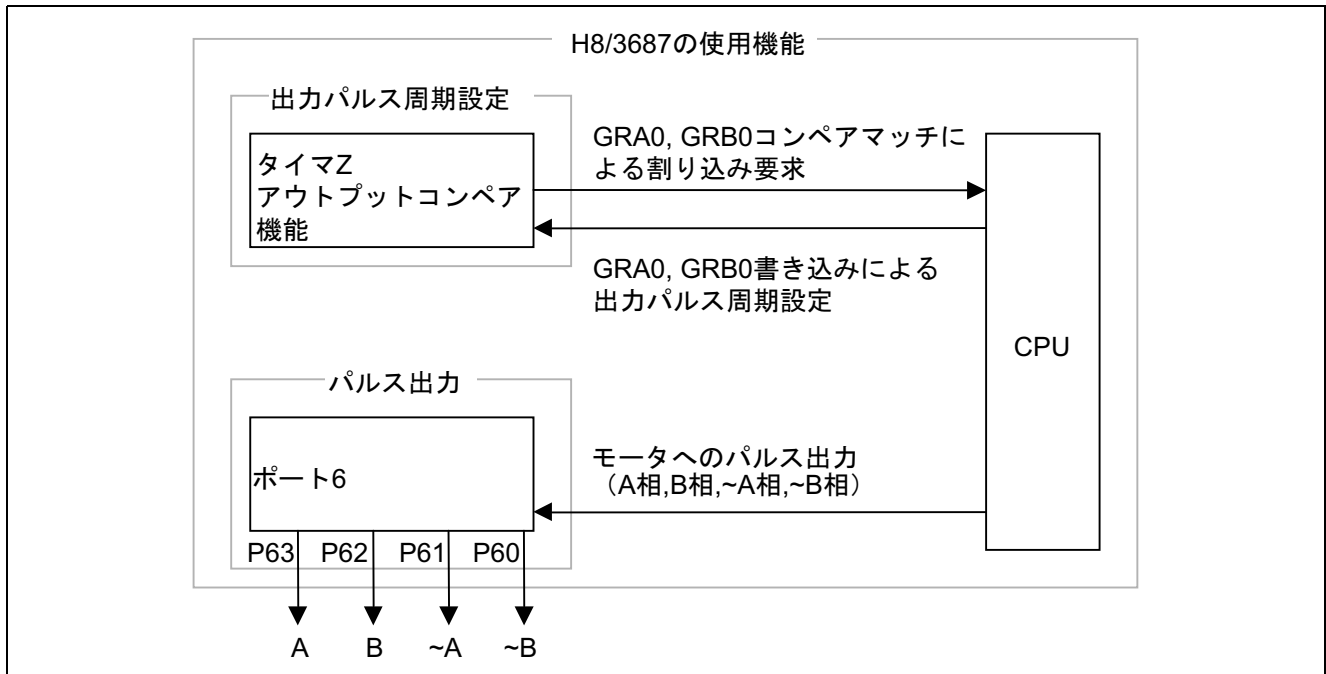 H8/3687の使用機能
出力パルス周期設定
タイマZ
アウトプットコンペア
機能
GRA0, GRB0コンペアマッチに
よる割り込み要求
GRA0, GRB0書き込みによる
出力パルス周期設定
CPU
パルス出力
ポート6
モータへのパルス出力
（A相,B相,~A相,~B相）
P63 P62 P61 P60
A B ~A ~B